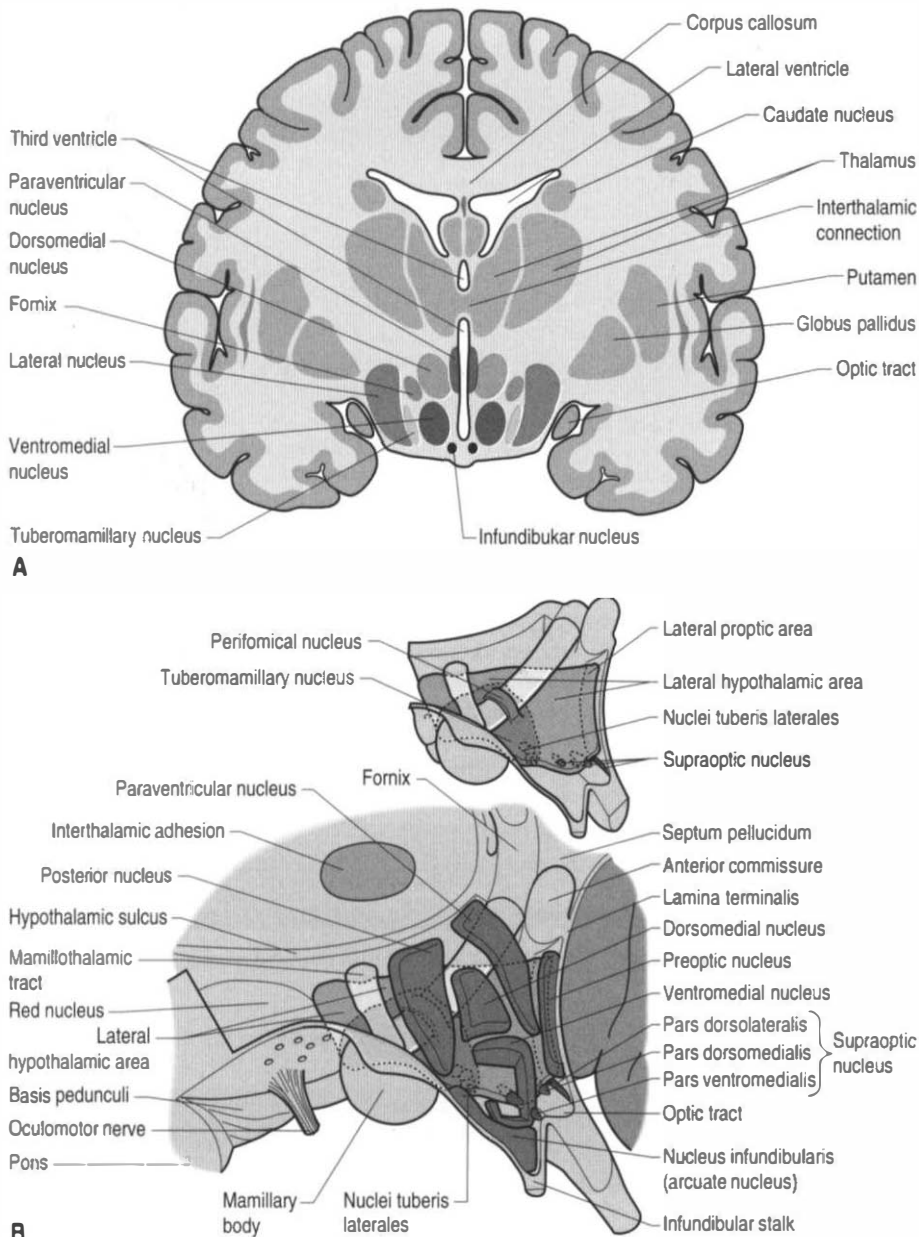 Corpus callosum
Lateral ventricle
Caudate nucleus
Thalamus
Interthalamic
connection
Putamen
Globus pallidus
Optic tract
Third ventricle
Paraventricular
nucleus
Dorsomedial
nucleus
Fornix
Lateral nucleus
Ventromedial
nucleus
Tuberomamillary nucleus
Infundibukar nucleus
A
Perifornical nucleus
Tuberomamillary nucleus
Lateral proptic area
Lateral hypothalamic area
Nuclei tuberis laterales
Supraoptic nucleus
Fornix
Paraventricular nucleus
Interthalamic adhesion
Posterior nucleus
Hypothalamic sulcus
Mamillothalamic
tract
Red nucleus
Lateral
hypothalamic area
Basis pedunculi
Oculomotor nerve
Pons
Mamillary
body
Nuclei tuberis
laterales
Septum pellucidum
Anterior commissure
Lamina terminalis
Dorsomedial nucleus
Preoptic nucleus
Ventromedial nucleus
Pars dorsolateralis
Pars dorsomedialis
Pars ventromedialis
Supraoptic
nucleus
Optic tract
Nucleus infundibularis
(arcuate nucleus)
Infundibular stalk
B